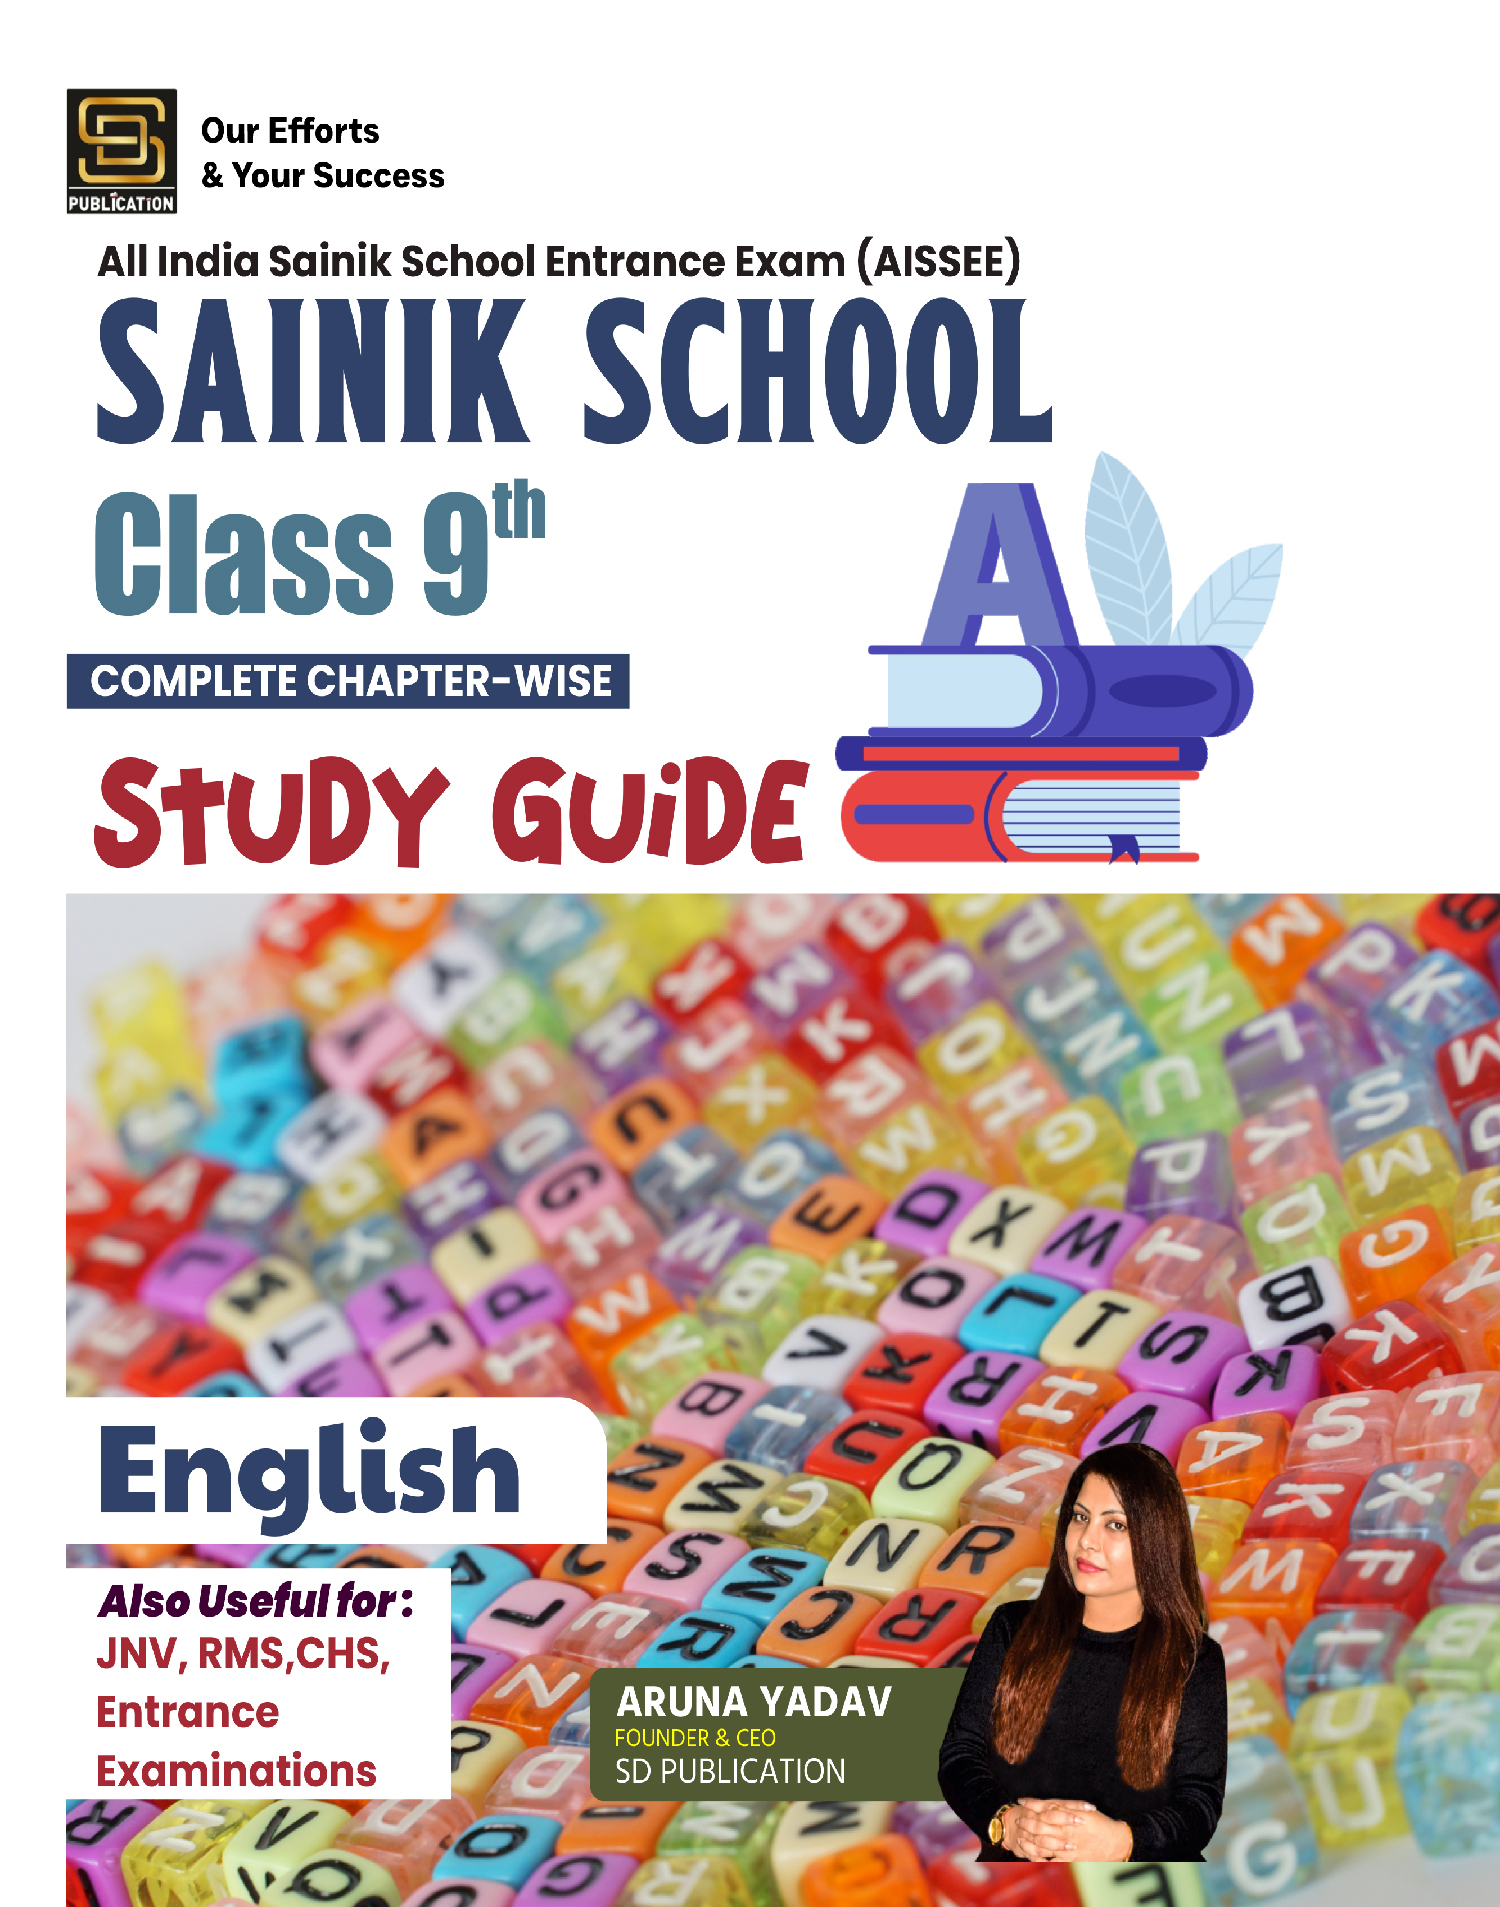 SD
PUBLICATION
Our Efforts
& Your Success
All India Sainik School Entrance Exam (AISSEE)
SAINIK SCHOOL
Class 9th
COMPLETE CHAPTER-WISE
STUDY GUIDE
A
English
Also Useful for:
JNV, RMS,CHS,
Entrance
Examinations
ARUNA YADAV
FOUNDER & CEO
SD PUBLICATION